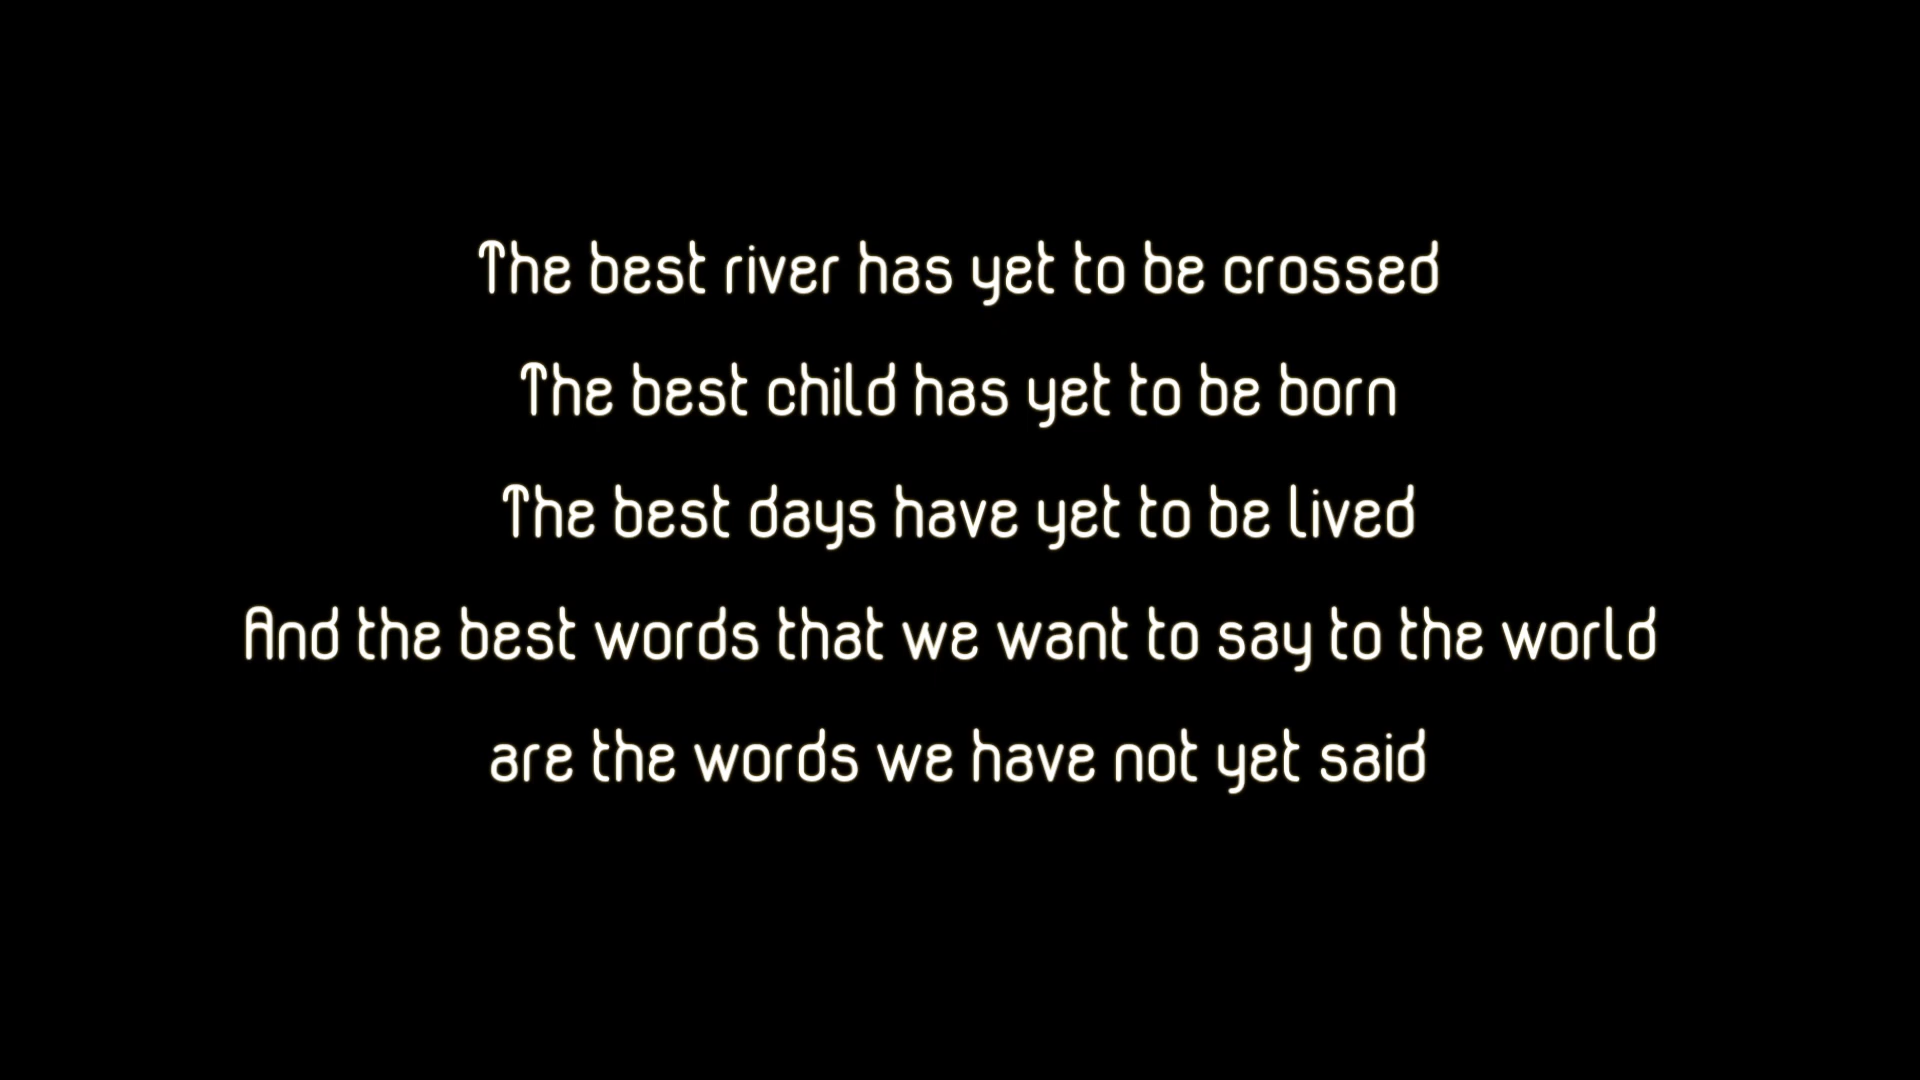 The best river has yet to be crossed
The best child has yet to be born
The best days have yet to be lived
And the best words that we want to say to the world
are the words we have not yet said